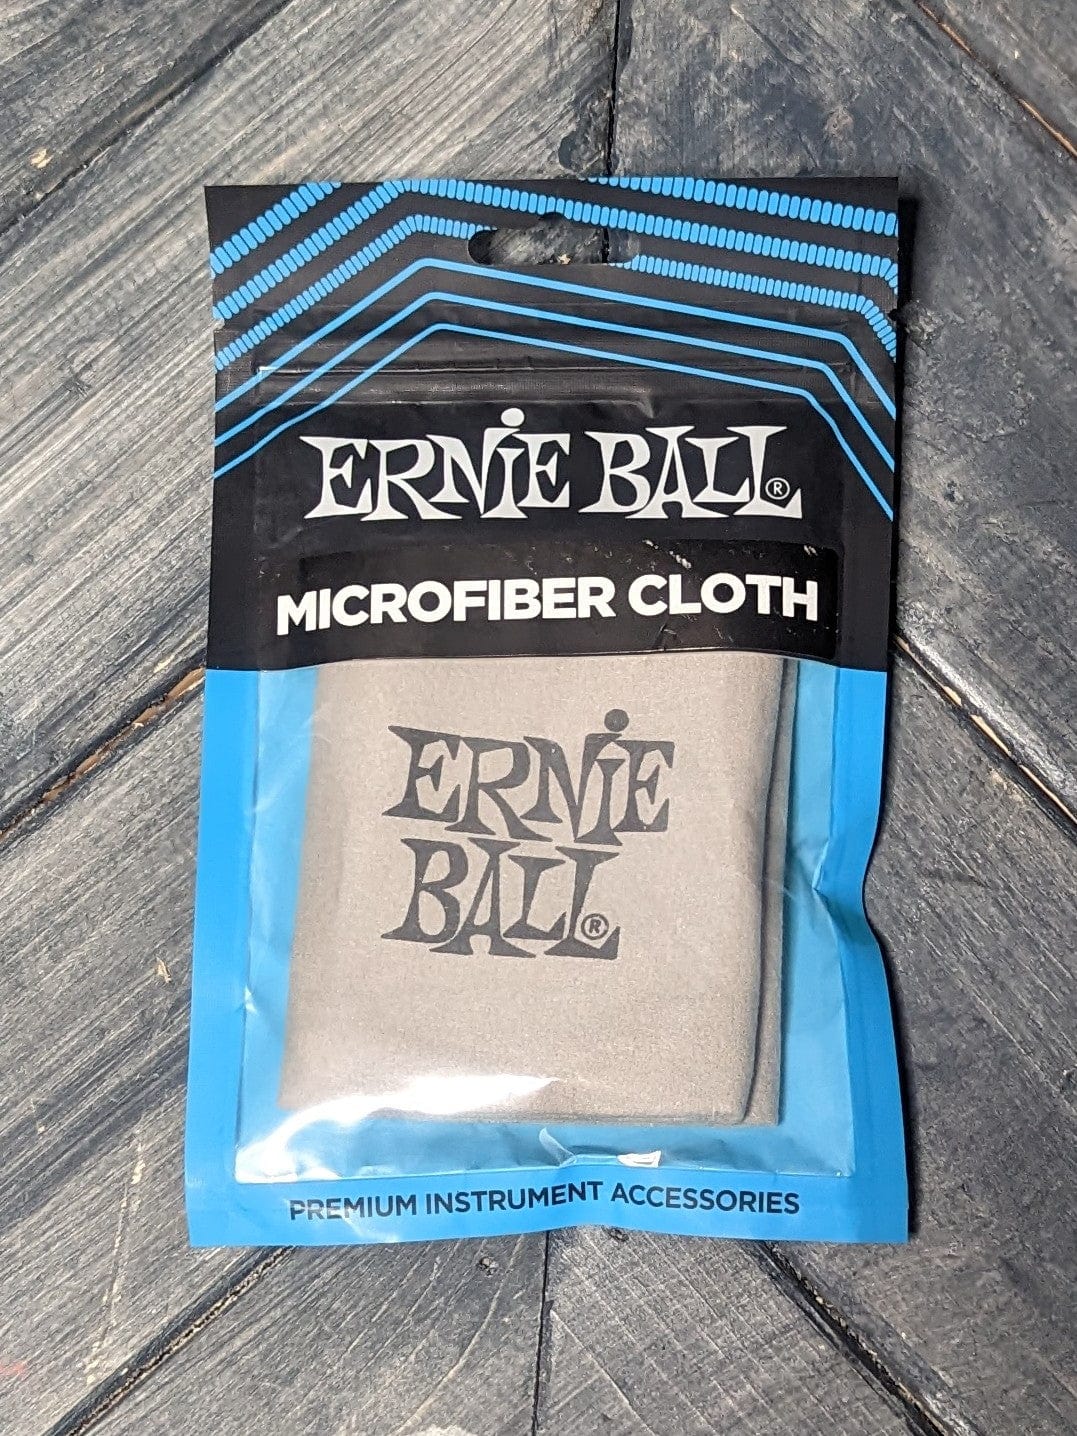 ERNIE BALL®
MICROFIBER CLOTH
ERNIE
BALL®
PREMIUM INSTRUMENT ACCESSORIES